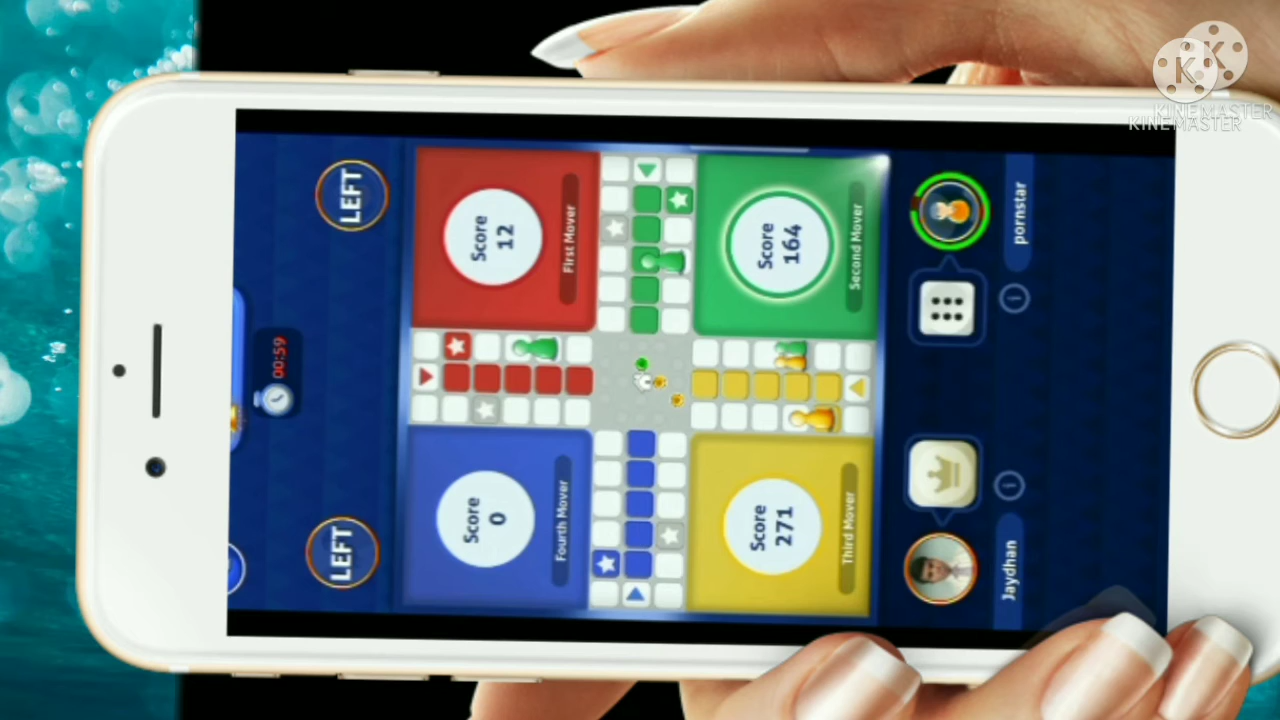 KINEMASTER
KINEMASTER
LEFT
LEFT
00:59
Score
12
First Mover
Score
164
Second Mover
Score
0
Fourth Mover
Score
271
Third Mover
pornstar
i
Jaydhan
i